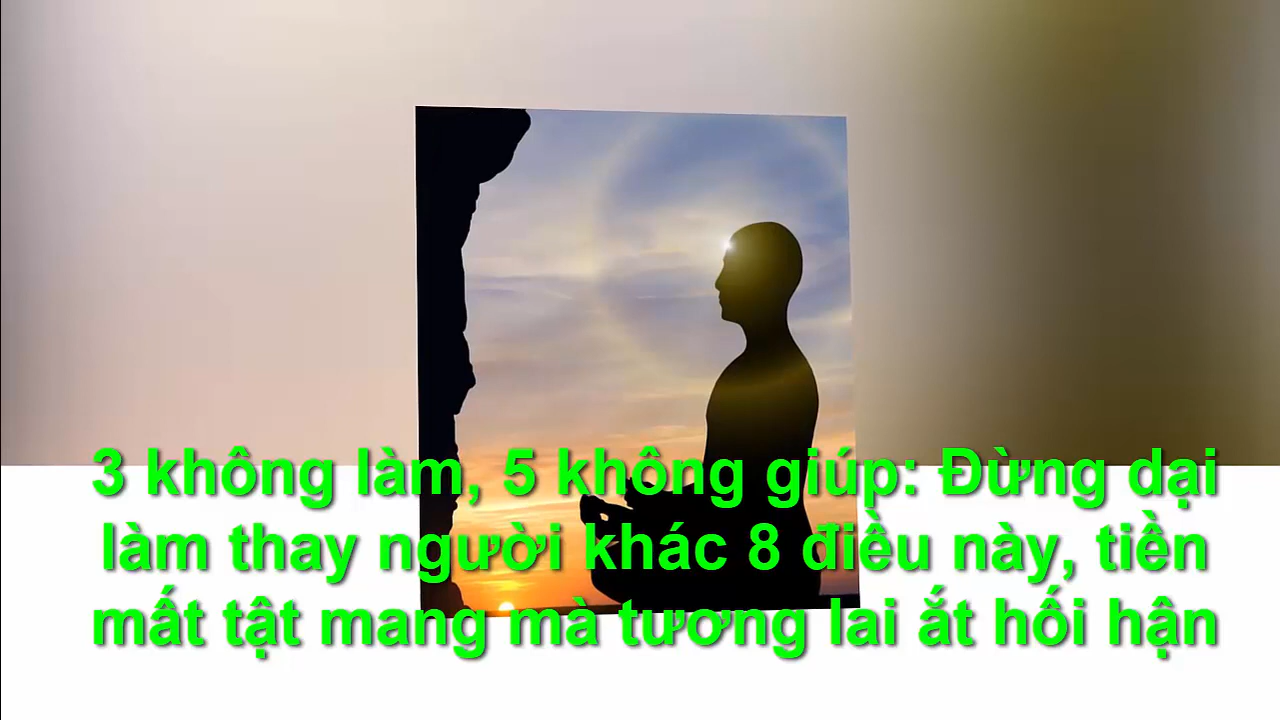 3 không làm, 5 không giúp: Đừng dại
làm thay người khác 8 điều này, tiền
mất tật mang mà tương lai ắt hối hận